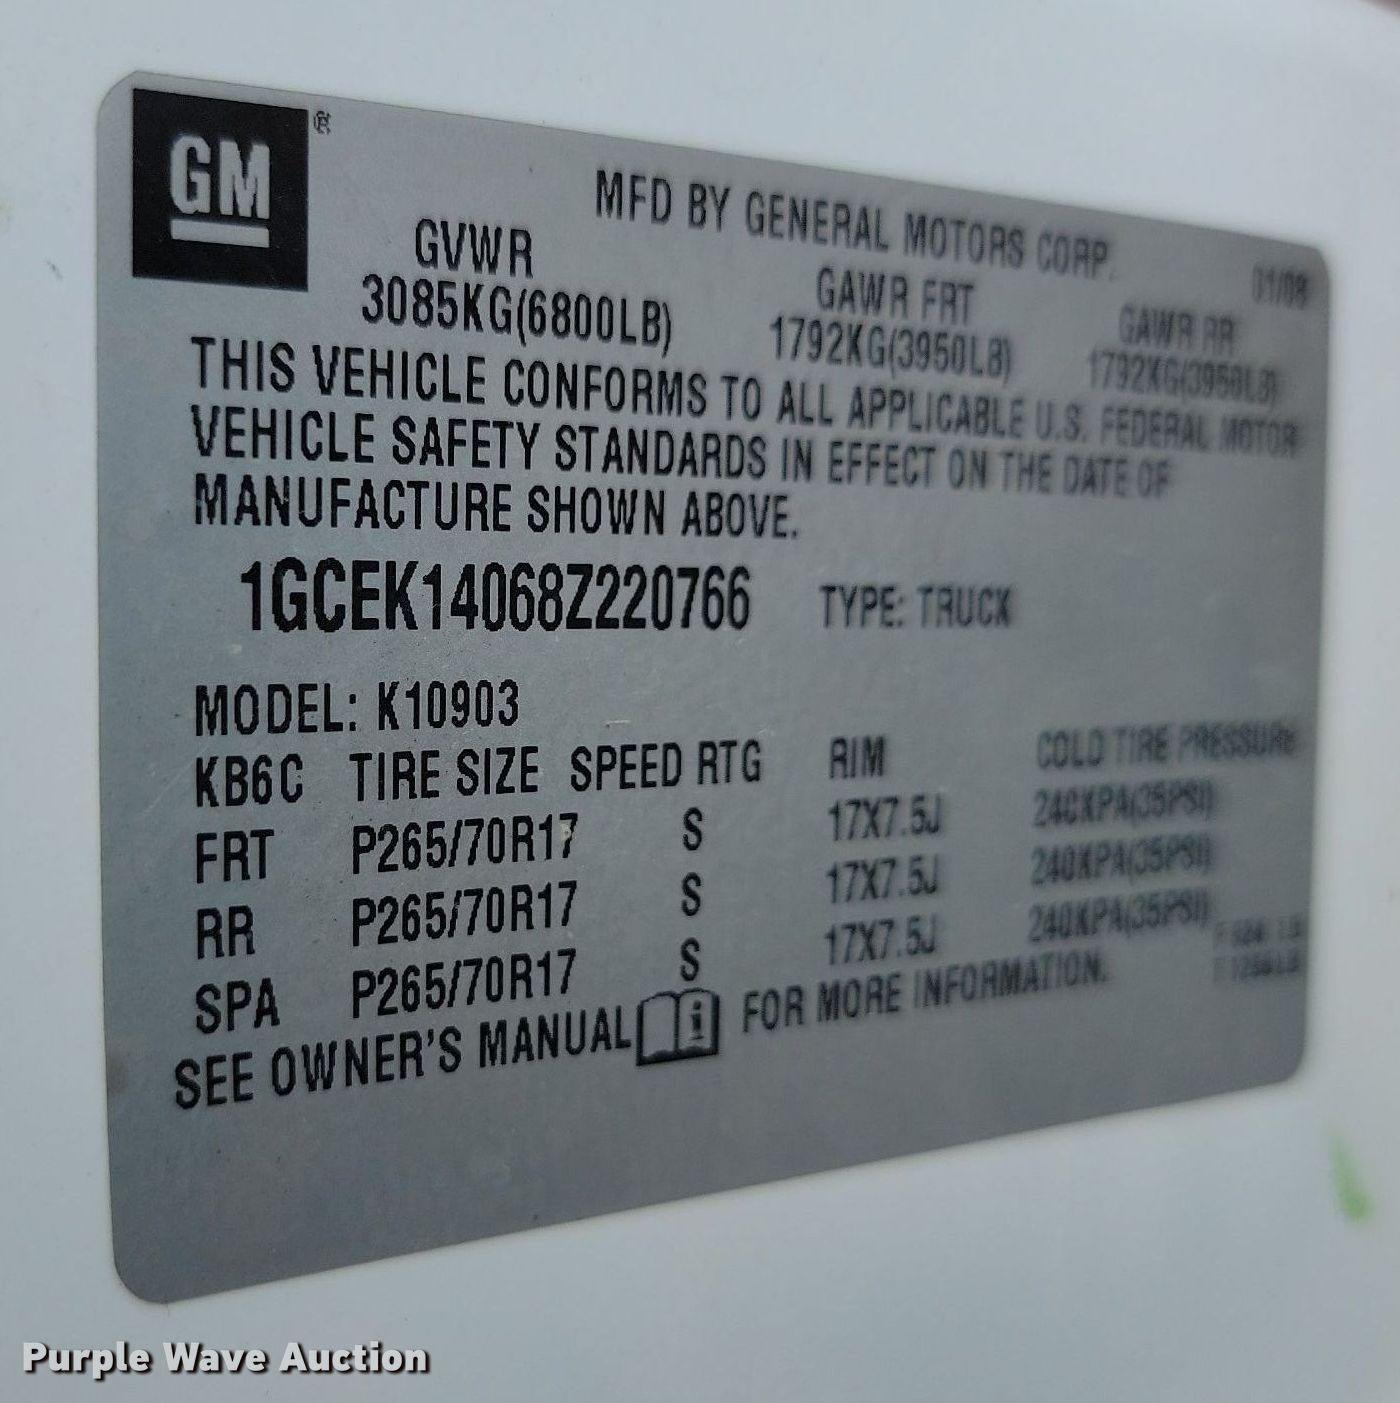 GM®
MFD BY GENERAL MOTORS CORP. 01/08
GVWR GAWR FRT GAWR RR
3085KG(6800LB) 1792KG(3950LB) 1792KG(3950LB)
THIS VEHICLE CONFORMS TO ALL APPLICABLE U.S. FEDERAL MOTOR
VEHICLE SAFETY STANDARDS IN EFFECT ON THE DATE OF
MANUFACTURE SHOWN ABOVE.
1GCEK14068Z220766 TYPE: TRUCK
MODEL: K10903
KB6C TIRE SIZE SPEED RTG RIM COLD TIRE PRESSURE
FRT P265/70R17 S 17X7.5J 240KPA(35PSI)
RR P265/70R17 S 17X7.5J 240KPA(35PSI)
SPA P265/70R17 S 17X7.5J 240KPA(35PSI)
SEE OWNER'S MANUAL i FOR MORE INFORMATION.
Purple Wave Auction